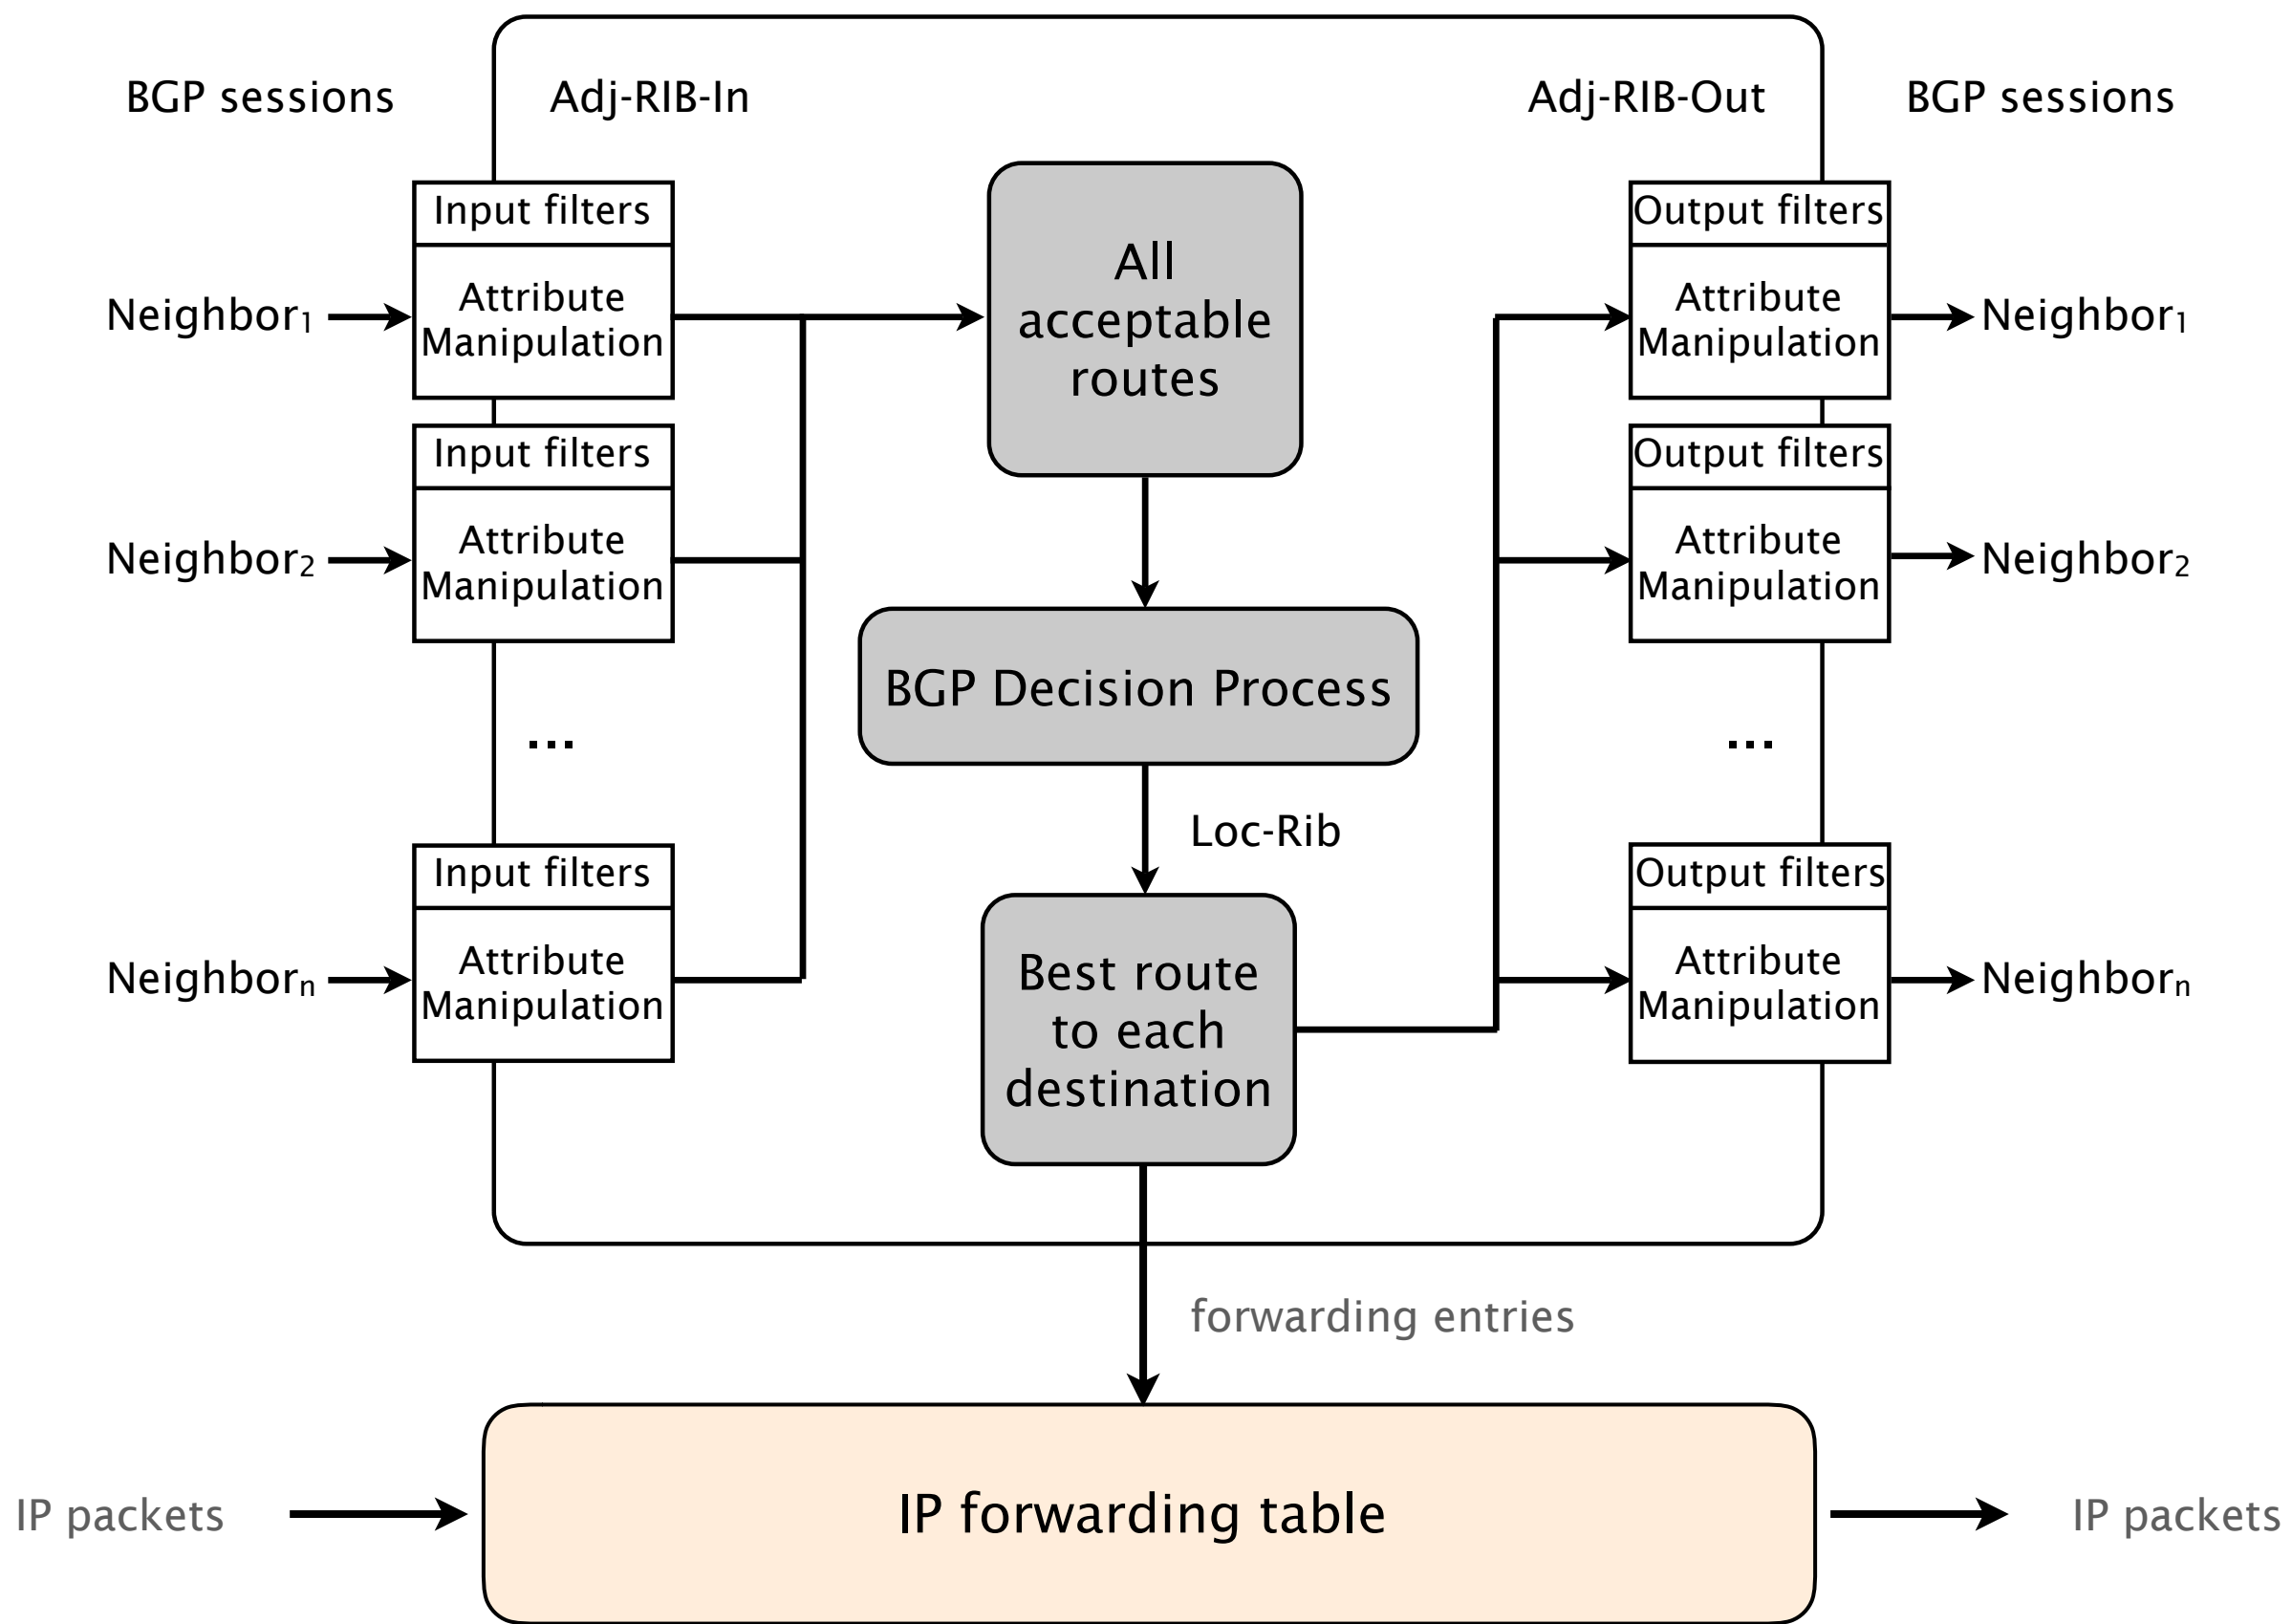 BGP sessions
Adj-RIB-In
Adj-RIB-Out
BGP sessions
Neighbor₁
Input filters
Attribute
Manipulation
Neighbor₂
Input filters
Attribute
Manipulation
...
Neighborₙ
Input filters
Attribute
Manipulation
All
acceptable
routes
BGP Decision Process
Loc-Rib
Best route
to each
destination
Output filters
Attribute
Manipulation
Neighbor₁
Output filters
Attribute
Manipulation
Neighbor₂
...
Output filters
Attribute
Manipulation
Neighborₙ
forwarding entries
IP packets
IP forwarding table
IP packets